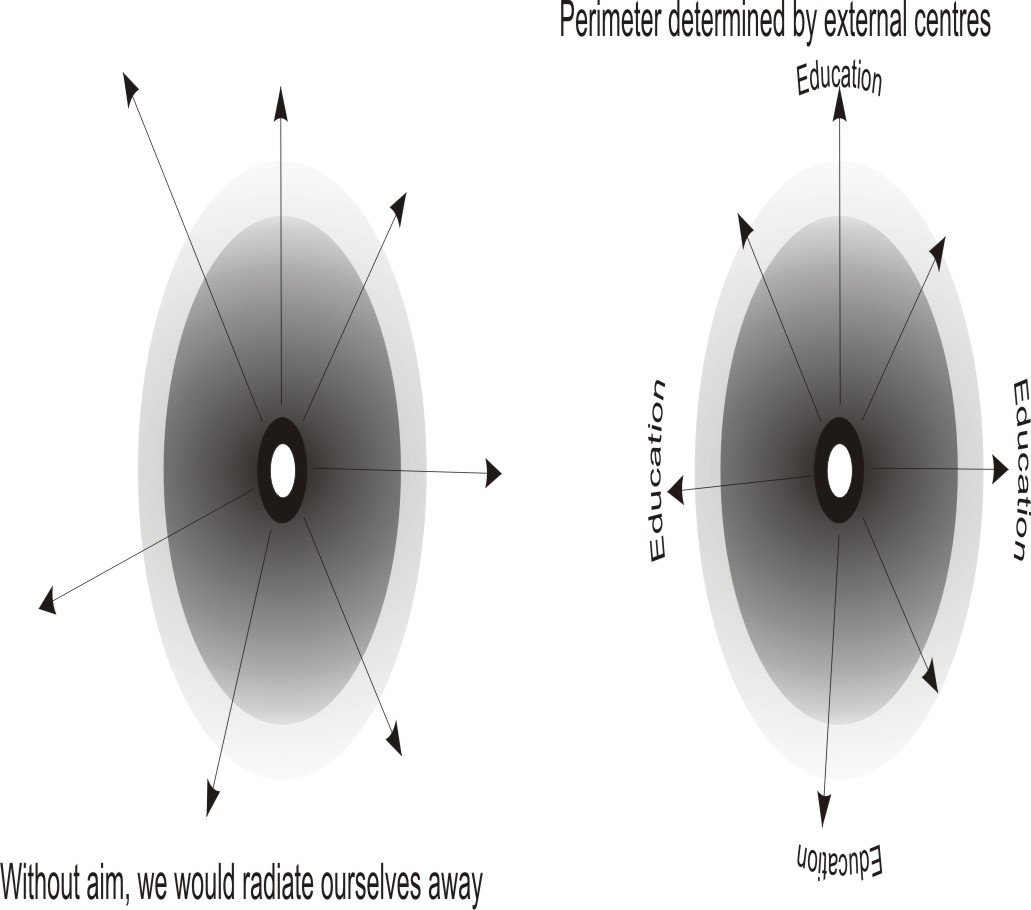 Perimeter determined by external centres
Education
Education
Education
Education
Without aim, we would radiate ourselves away